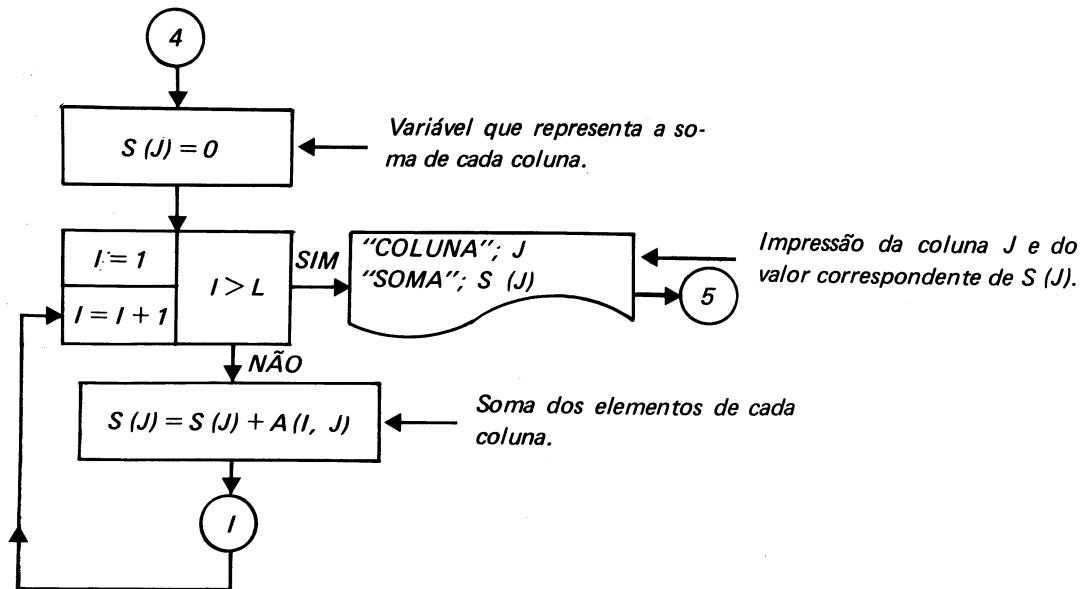 4
S (J) = 0
Variável que representa a so-
ma de cada coluna.
I = 1
I = I + 1
I > L
SIM
"COLUNA"; J
"SOMA"; S (J)
Impressão da coluna J e do
valor correspondente de S (J).
5
NÃO
S (J) = S (J) + A (I, J)
Soma dos elementos de cada
coluna.
I